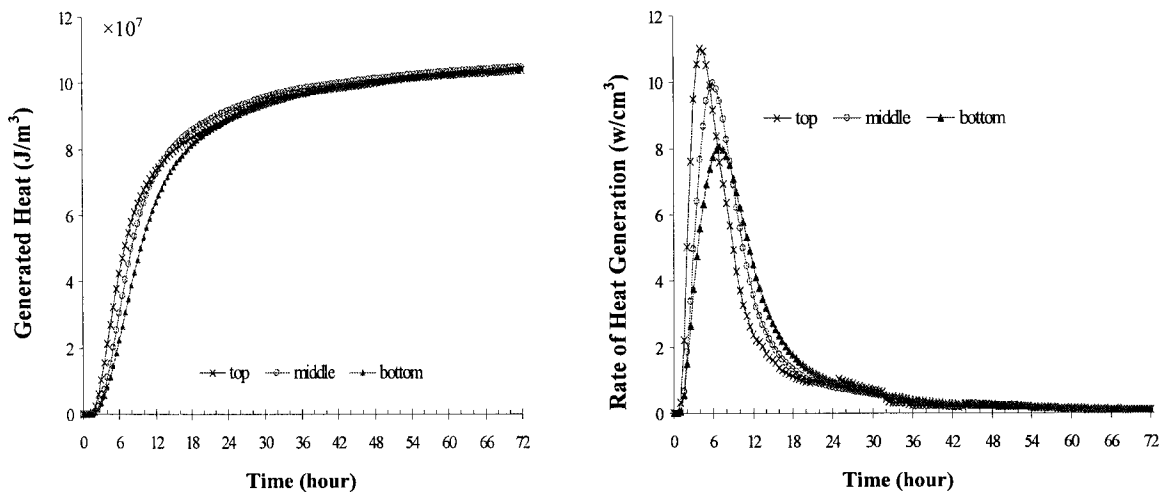 ×10⁷
12
10
8
6
4
2
0
Generated Heat (J/m³)
top middle bottom
0 6 12 18 24 30 36 42 48 54 60 66 72
Time (hour)
12
10
8
6
4
2
0
Rate of Heat Generation (w/cm³)
top middle bottom
0 6 12 18 24 30 36 42 48 54 60 66 72
Time (hour)